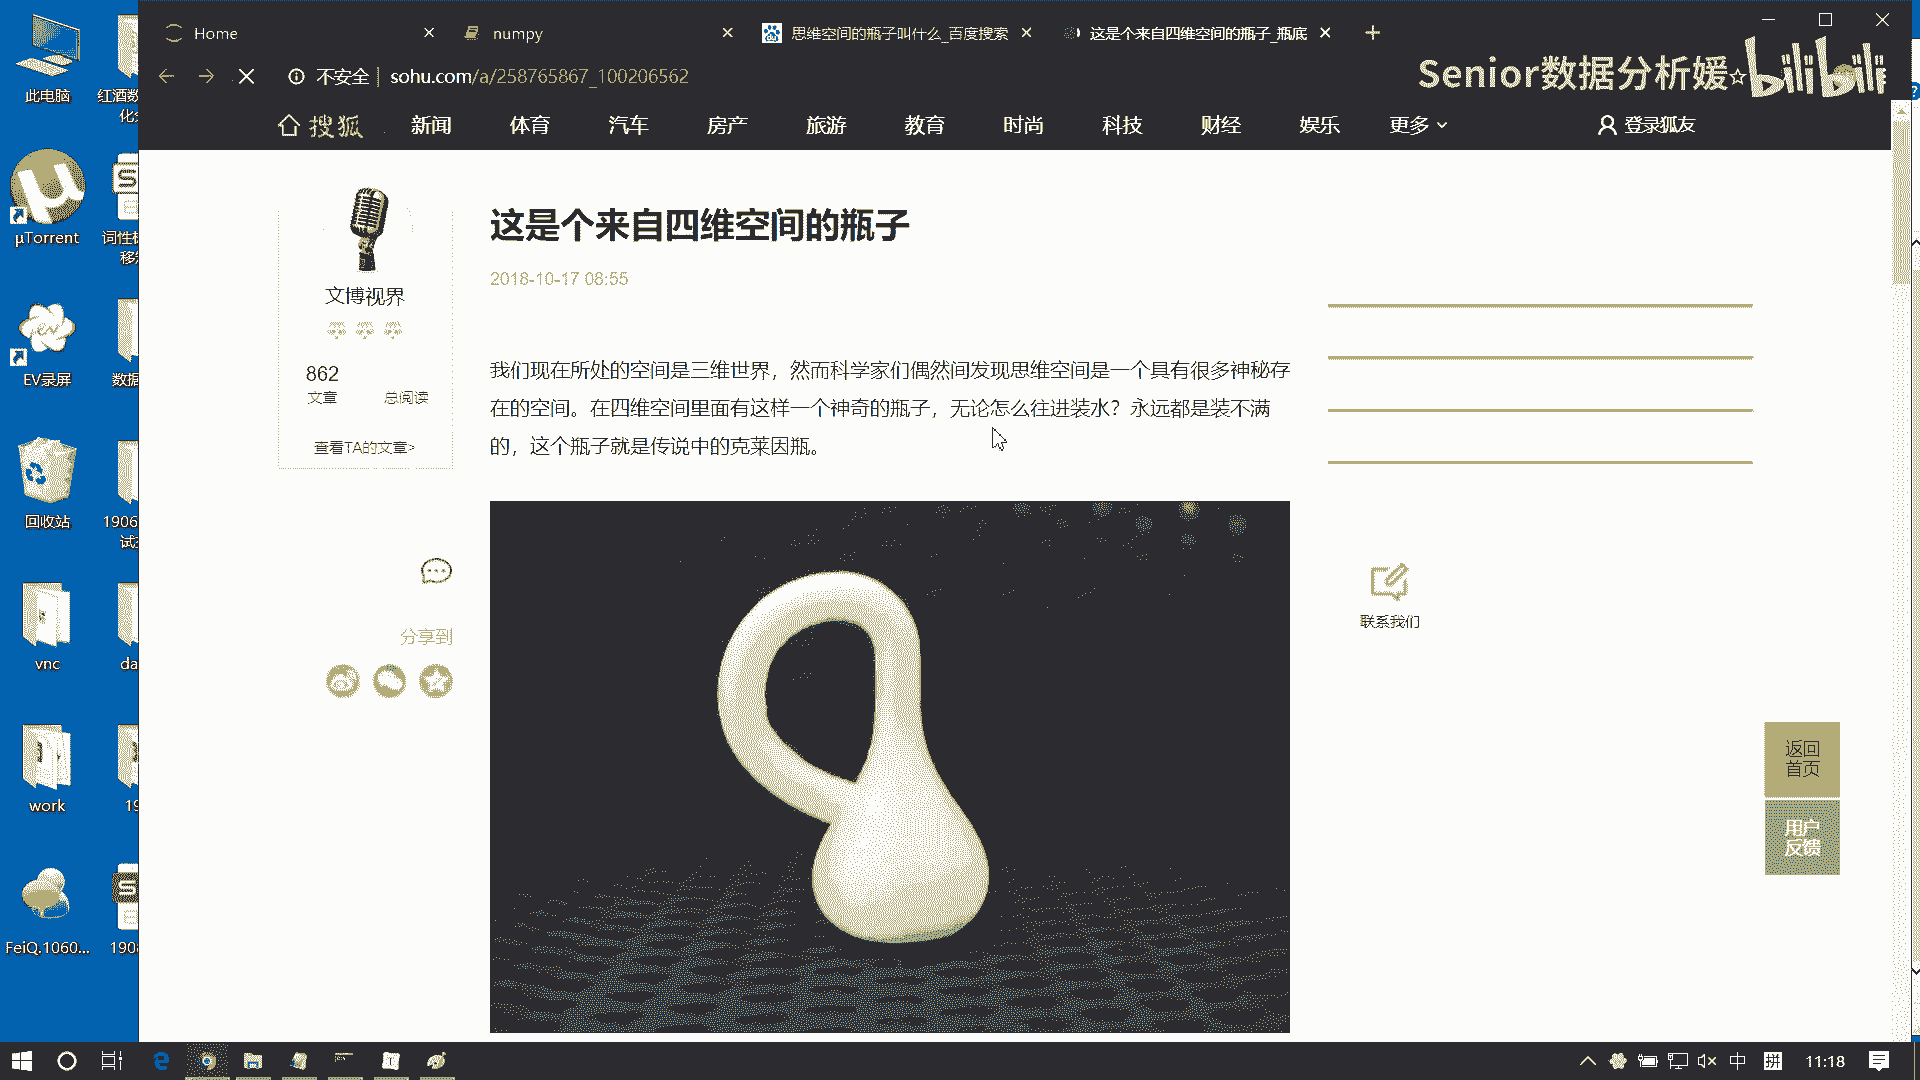 Home
numpy
思维空间的瓶子叫什么_百度搜索
这是个来自四维空间的瓶子_瓶底
不安全 | sohu.com/a/258765867_100206562
Senior数据分析媛☆ bilibili
搜狐 新闻 体育 汽车 房产 旅游 教育 时尚 科技 财经 娱乐 更多 登录狐友
这是个来自四维空间的瓶子
2018-10-17 08:55
文博视界
862
文章 总阅读
查看TA的文章>
我们现在所处的空间是三维世界，然而科学家们偶然间发现思维空间是一个具有很多神秘存
在的空间。在四维空间里面有这样一个神奇的瓶子，无论怎么往进装水？永远都是装不满
的，这个瓶子就是传说中的克莱因瓶。
分享到
联系我们
返回
首页
用户
反馈
此电脑
红酒数
µTorrent
EV录屏
数据
回收站
1906
vnc
da
work
19
FeiQ.1060...
190
中 拼 11:18